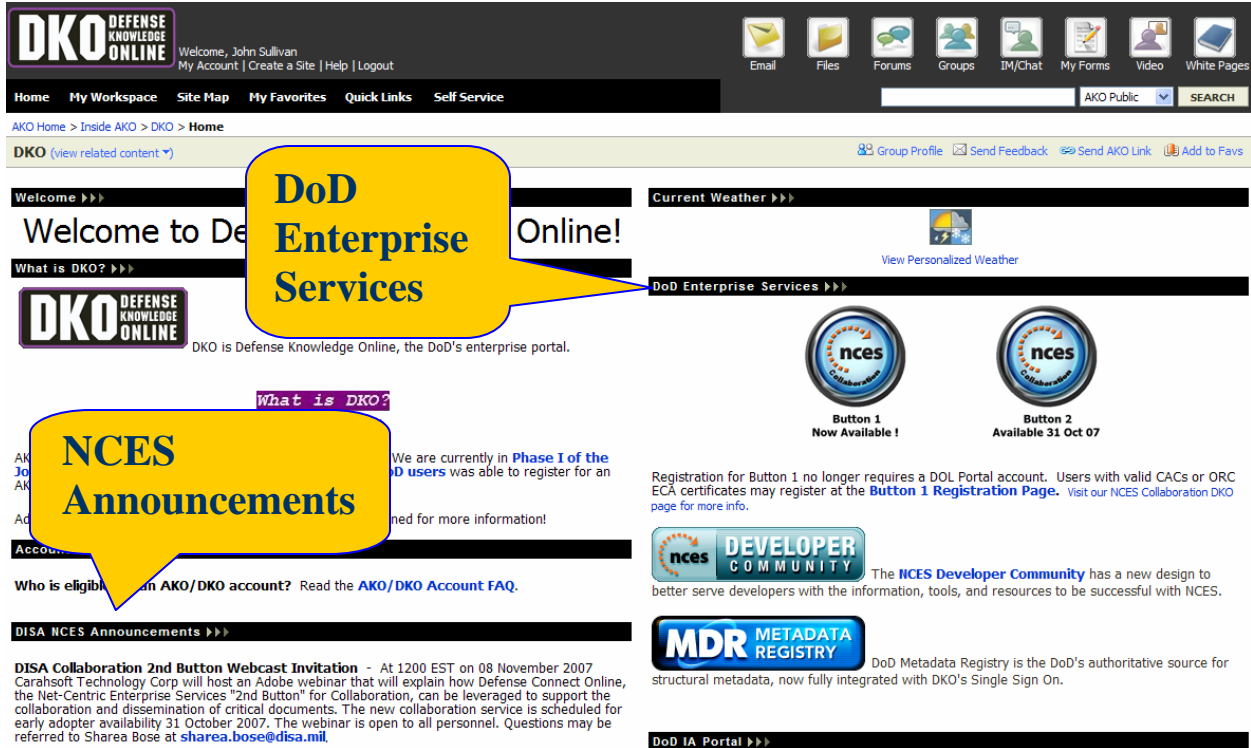 DKO DEFENSE KNOWLEDGE ONLINE
Welcome, John Sullivan
My Account | Create a Site | Help | Logout
Email Files Forums Groups IM/Chat My Forms Video White Pages
Home My Workspace Site Map My Favorites Quick Links Self Service
AKO Public SEARCH
AKO Home > Inside AKO > DKO > Home
DKO (view related content)
Group Profile Send Feedback Send AKO Link Add to Favs
DoD
Enterprise
Services
Welcome
Welcome to De Online!
What is DKO?
DKO DEFENSE KNOWLEDGE ONLINE
DKO is Defense Knowledge Online, the DoD's enterprise portal.
What is DKO?
NCES
Announcements
AK We are currently in Phase I of the
Jo D users was able to register for an
AK
Ad ned for more information!
Accou
Who is eligible an AKO/DKO account? Read the AKO/DKO Account FAQ.
DISA NCES Announcements
DISA Collaboration 2nd Button Webcast Invitation - At 1200 EST on 08 November 2007
Carahsoft Technology Corp will host an Adobe webinar that will explain how Defense Connect Online,
the Net-Centric Enterprise Services "2nd Button" for Collaboration, can be leveraged to support the
collaboration and dissemination of critical documents. The new collaboration service is scheduled for
early adopter availability 31 October 2007. The webinar is open to all personnel. Questions may be
referred to Sharea Bose at sharea.bose@disa.mil.
Current Weather
View Personalized Weather
DoD Enterprise Services
nces Collaboration
nces Collaboration
Button 1
Now Available !
Button 2
Available 31 Oct 07
Registration for Button 1 no longer requires a DOL Portal account. Users with valid CACs or ORC
ECA certificates may register at the Button 1 Registration Page. Visit our NCES Collaboration DKO
page for more info.
nces DEVELOPER COMMUNITY
The NCES Developer Community has a new design to
better serve developers with the information, tools, and resources to be successful with NCES.
MDR METADATA REGISTRY
DoD Metadata Registry is the DoD's authoritative source for
structural metadata, now fully integrated with DKO's Single Sign On.
DoD IA Portal